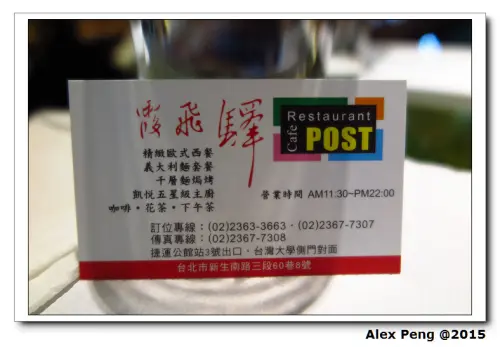 霞飛驛
Restaurant
Cafe
POST
精緻歐式西餐
義大利麵套餐
千層麵焗烤
凱悅五星級主廚
咖啡・花茶・下午茶
營業時間 AM11:30~PM22:00
訂位專線：(02)2363-3663・(02)2367-7307
傳真專線：(02)2367-7308
捷運公館站3號出口，台灣大學側門對面
台北市新生南路三段60巷8號
Alex Peng @2015